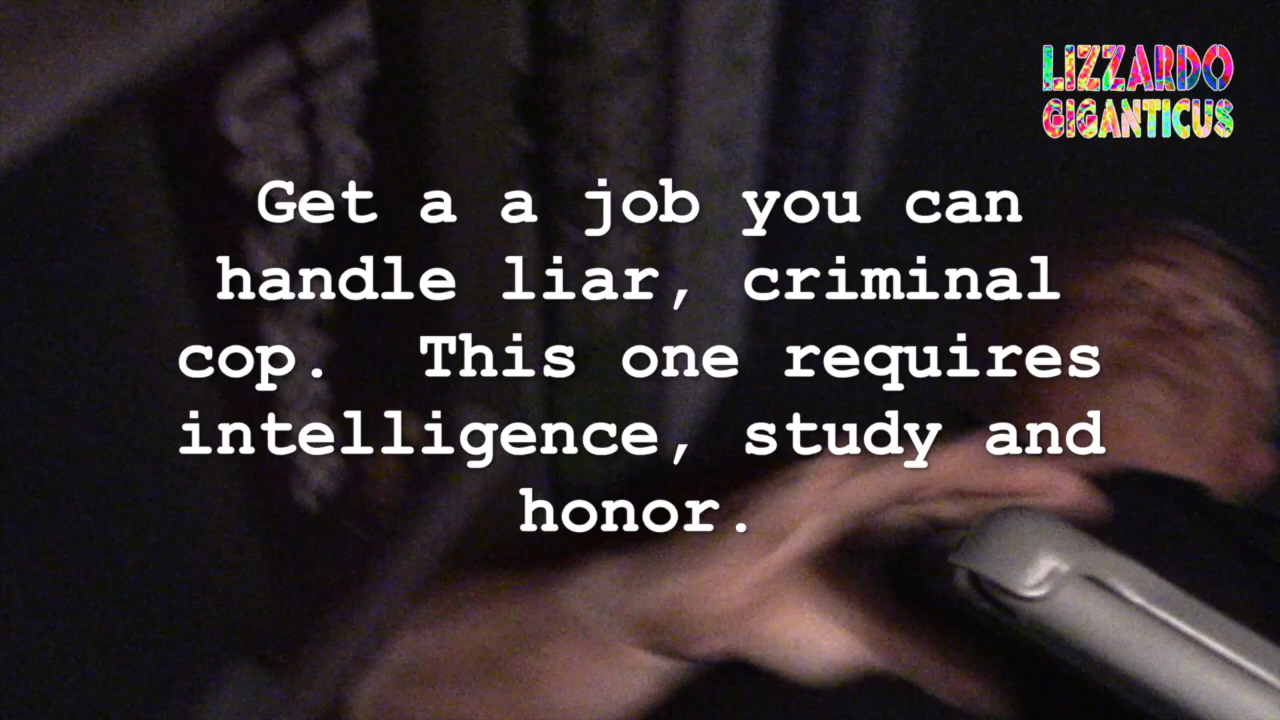 LIZZARDO
GIGANTICUS
Get a a job you can
handle liar, criminal
cop.  This one requires
intelligence, study and
honor.